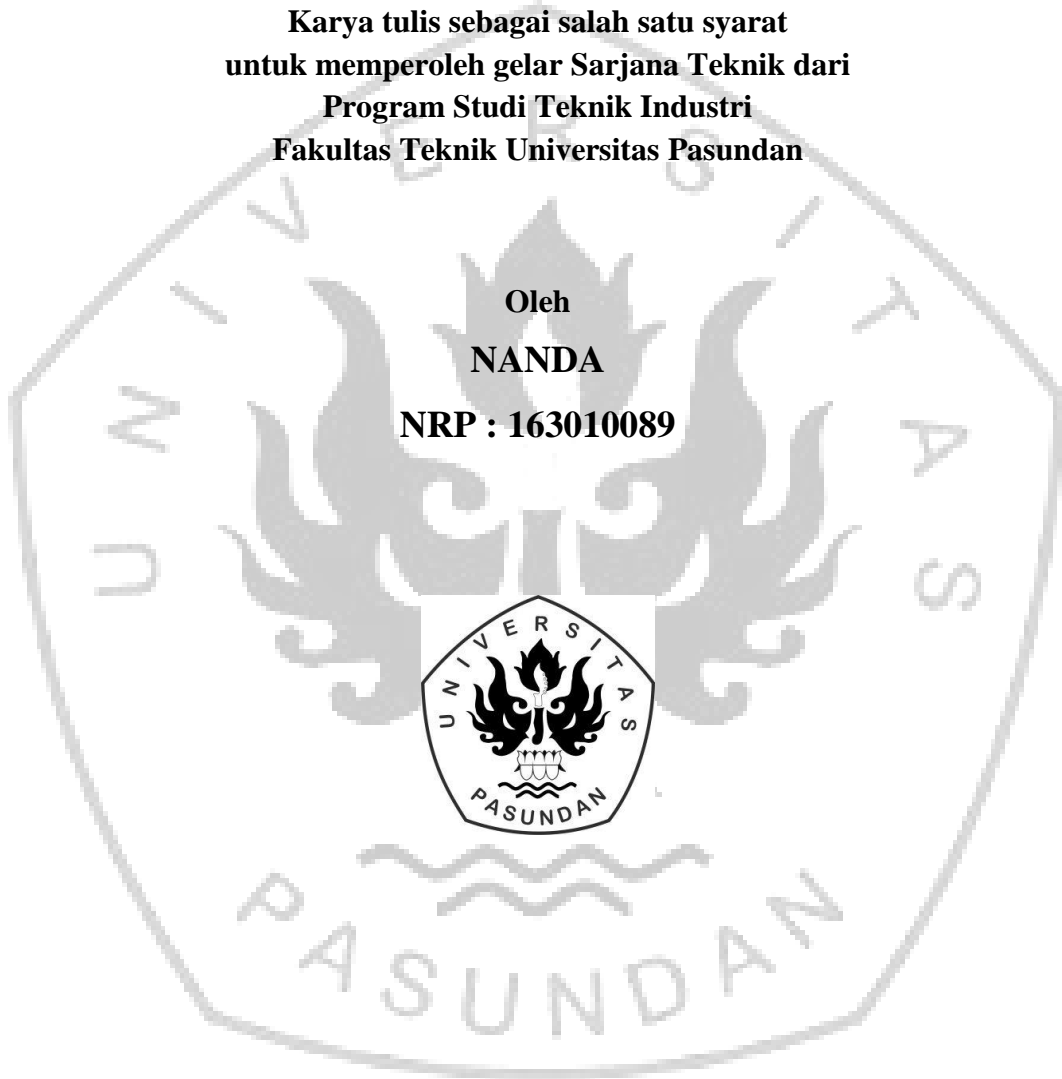 Karya tulis sebagai salah satu syarat
untuk memperoleh gelar Sarjana Teknik dari
Program Studi Teknik Industri
Fakultas Teknik Universitas Pasundan
Oleh
NANDA
NRP : 163010089
UNIVERSITAS
PASUNDAN
UNIVERSITAS
PASUNDAN